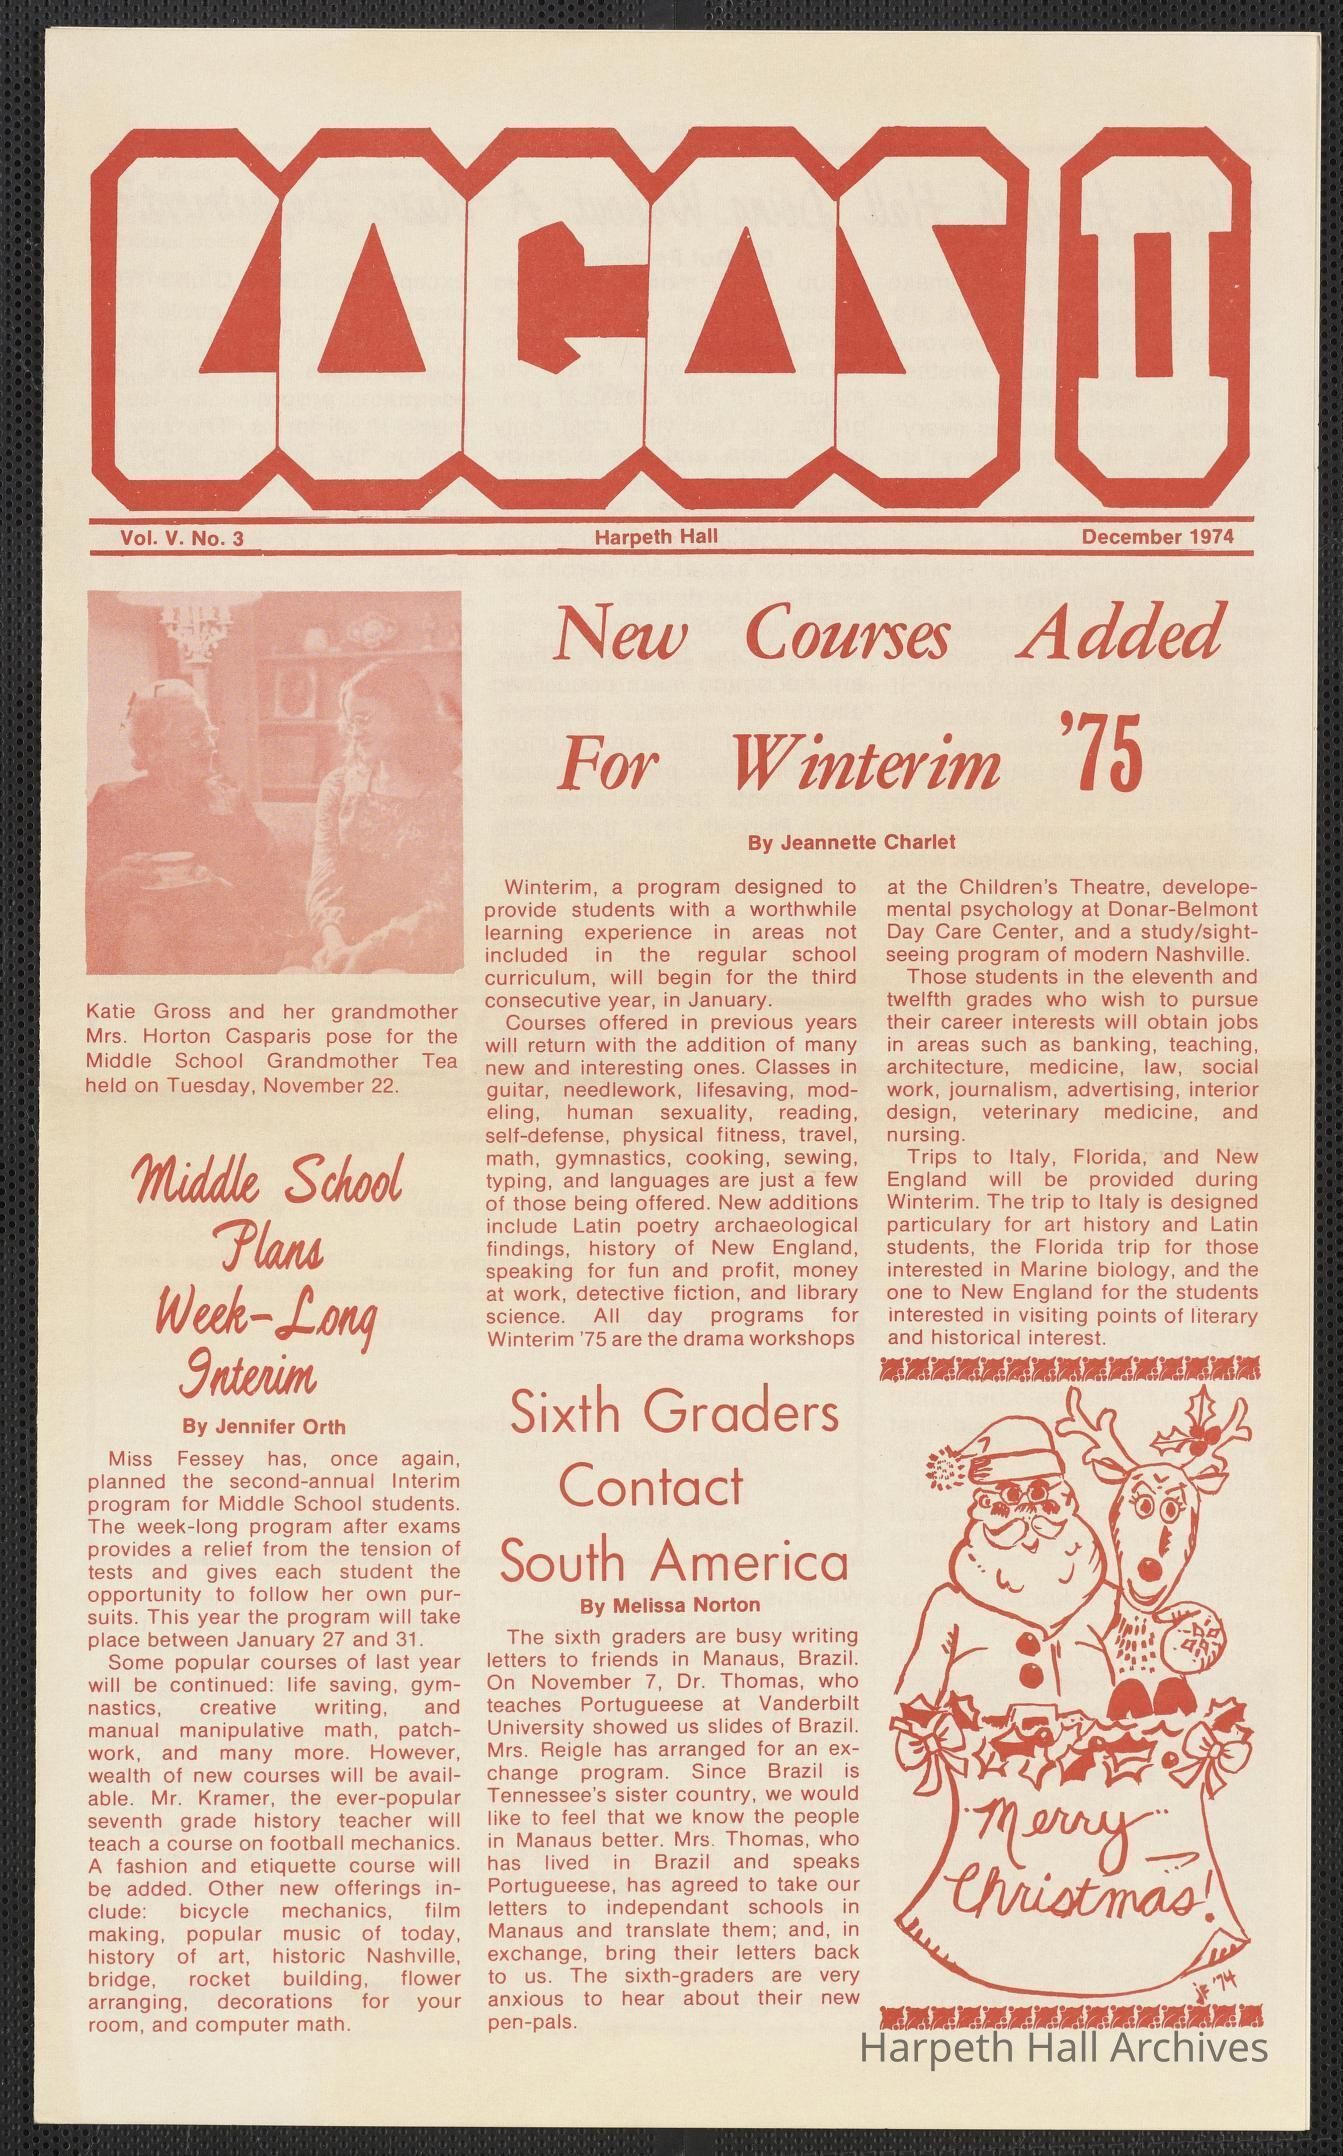 LOGOS II
Vol. V. No. 3 Harpeth Hall December 1974
Katie Gross and her grandmother
Mrs. Horton Casparis pose for the
Middle School Grandmother Tea
held on Tuesday, November 22.
Middle School
Plans
Week-Long
Interim
By Jennifer Orth
Miss Fessey has, once again,
planned the second-annual Interim
program for Middle School students.
The week-long program after exams
provides a relief from the tension of
tests and gives each student the
opportunity to follow her own pur-
suits. This year the program will take
place between January 27 and 31.
Some popular courses of last year
will be continued: life saving, gym-
nastics, creative writing, and
manual manipulative math, patch-
work, and many more. However,
wealth of new courses will be avail-
able. Mr. Kramer, the ever-popular
seventh grade history teacher will
teach a course on football mechanics.
A fashion and etiquette course will
be added. Other new offerings in-
clude: bicycle mechanics, film
making, popular music of today,
history of art, historic Nashville,
bridge, rocket building, flower
arranging, decorations for your
room, and computer math.
New Courses Added
For Winterim '75
By Jeannette Charlet
Winterim, a program designed to
provide students with a worthwhile
learning experience in areas not
included in the regular school
curriculum, will begin for the third
consecutive year, in January.
Courses offered in previous years
will return with the addition of many
new and interesting ones. Classes in
guitar, needlework, lifesaving, mod-
eling, human sexuality, reading,
self-defense, physical fitness, travel,
math, gymnastics, cooking, sewing,
typing, and languages are just a few
of those being offered. New additions
include Latin poetry archaeological
findings, history of New England,
speaking for fun and profit, money
at work, detective fiction, and library
science. All day programs for
Winterim '75 are the drama workshops
at the Children's Theatre, develope-
mental psychology at Donar-Belmont
Day Care Center, and a study/sight-
seeing program of modern Nashville.
Those students in the eleventh and
twelfth grades who wish to pursue
their career interests will obtain jobs
in areas such as banking, teaching,
architecture, medicine, law, social
work, journalism, advertising, interior
design, veterinary medicine, and
nursing.
Trips to Italy, Florida, and New
England will be provided during
Winterim. The trip to Italy is designed
particulary for art history and Latin
students, the Florida trip for those
interested in Marine biology, and the
one to New England for the students
interested in visiting points of literary
and historical interest.
Sixth Graders
Contact
South America
By Melissa Norton
The sixth graders are busy writing
letters to friends in Manaus, Brazil.
On November 7, Dr. Thomas, who
teaches Portugueese at Vanderbilt
University showed us slides of Brazil.
Mrs. Reigle has arranged for an ex-
change program. Since Brazil is
Tennessee's sister country, we would
like to feel that we know the people
in Manaus better. Mrs. Thomas, who
has lived in Brazil and speaks
Portugueese, has agreed to take our
letters to independant schools in
Manaus and translate them; and, in
exchange, bring their letters back
to us. The sixth-graders are very
anxious to hear about their new
pen-pals.
Merry
Christmas!
JF '74
Harpeth Hall Archives